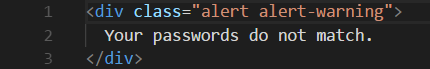 1 <div class="alert alert-warning">
2 Your passwords do not match.
3 </div>